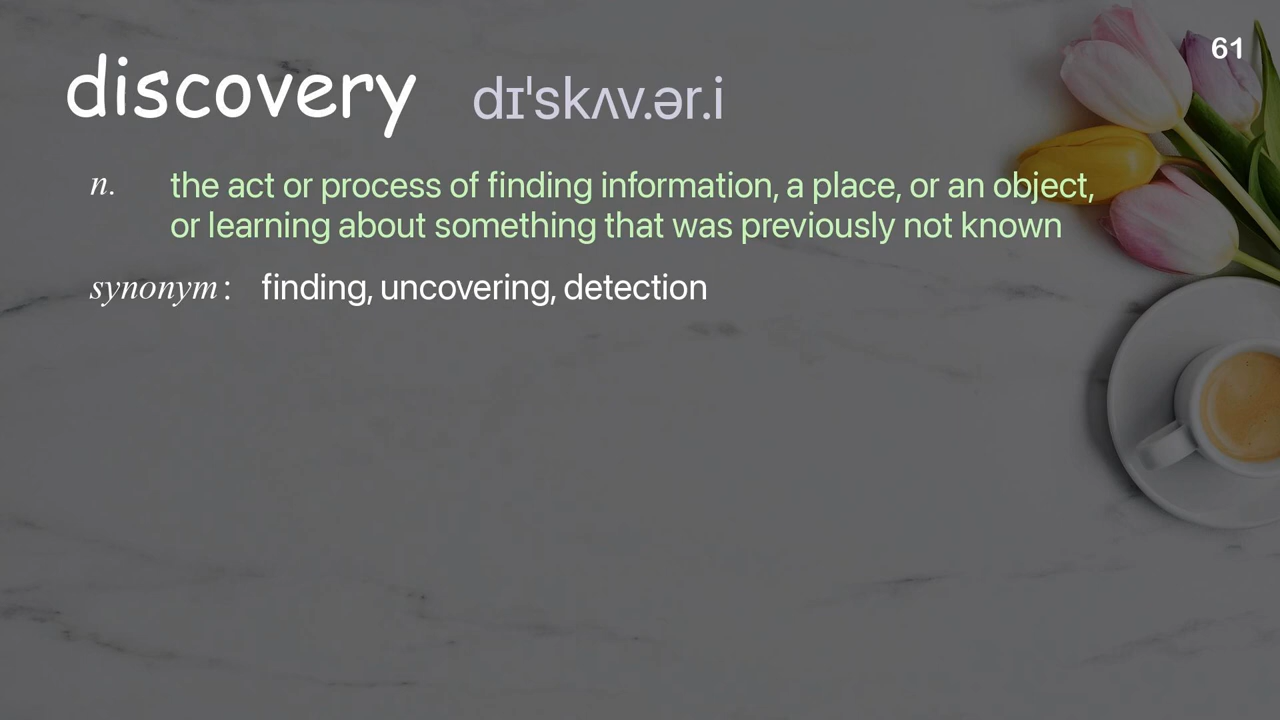 61
discovery dɪˈskʌv.ər.i
n. the act or process of finding information, a place, or an object,
or learning about something that was previously not known
synonym : finding, uncovering, detection